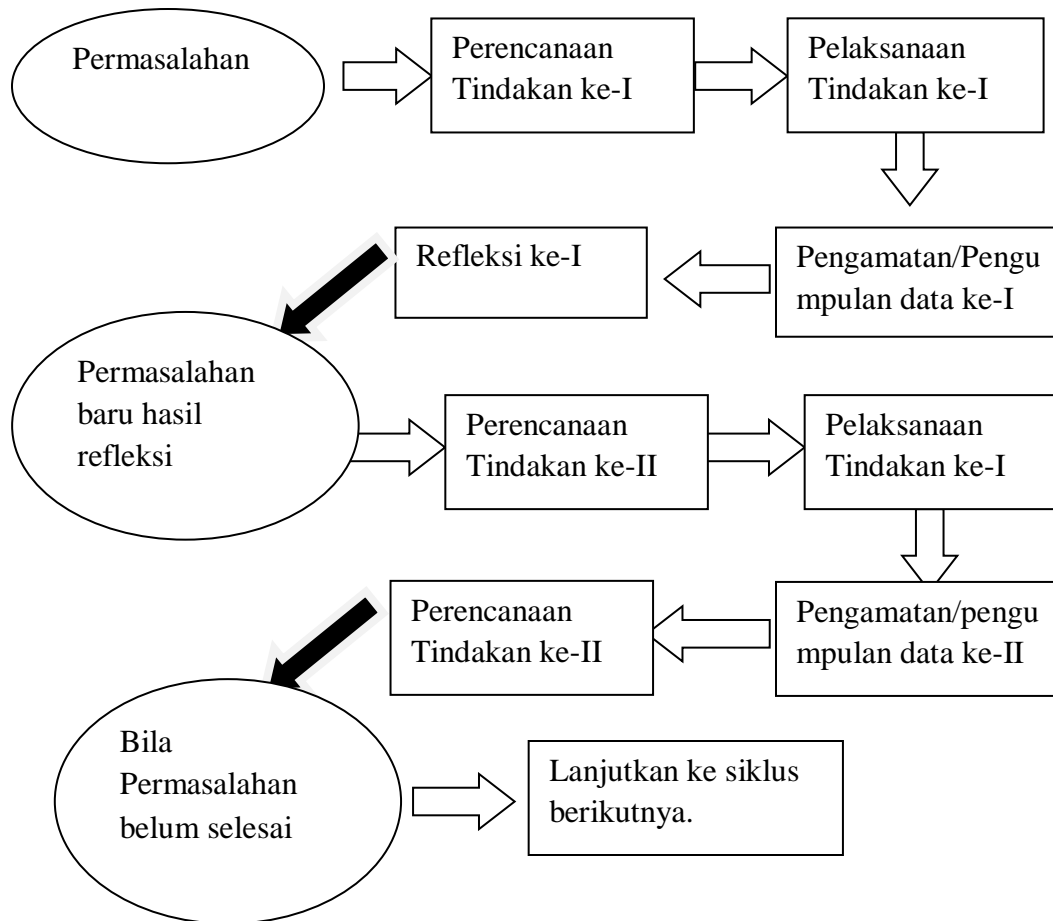 Permasalahan
Perencanaan
Tindakan ke-I
Pelaksanaan
Tindakan ke-I
Pengamatan/Pengu
mpulan data ke-I
Refleksi ke-I
Permasalahan
baru hasil
refleksi
Perencanaan
Tindakan ke-II
Pelaksanaan
Tindakan ke-I
Pengamatan/pengu
mpulan data ke-II
Perencanaan
Tindakan ke-II
Bila
Permasalahan
belum selesai
Lanjutkan ke siklus
berikutnya.